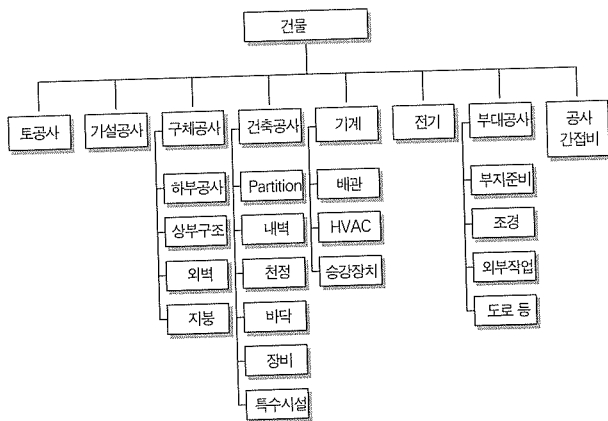 건물
토공사
가설공사
구체공사
건축공사
기계
전기
부대공사
공사
간접비
하부공사
상부구조
외벽
지붕
Partition
내벽
천정
바닥
장비
특수시설
배관
HVAC
승강장치
부지준비
조경
외부작업
도로 등